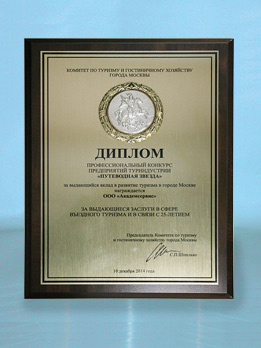 КОМИТЕТ ПО ТУРИЗМУ И ГОСТИНИЧНОМУ ХОЗЯЙСТВУ
ГОРОДА МОСКВЫ
ДИПЛОМ
ПРОФЕССИОНАЛЬНЫЙ КОНКУРС
ПРЕДПРИЯТИЙ ТУРИНДУСТРИИ
«ПУТЕВОДНАЯ ЗВЕЗДА»
за выдающийся вклад в развитие туризма в городе Москве
награждается
ООО «Академсервис»
ЗА ВЫДАЮЩИЕСЯ ЗАСЛУГИ В СФЕРЕ
ВЪЕЗДНОГО ТУРИЗМА И В СВЯЗИ С 25-ЛЕТИЕМ
Председатель Комитета по туризму
и гостиничному хозяйству города Москвы
С.П.Шпилько
18 декабря 2014 года